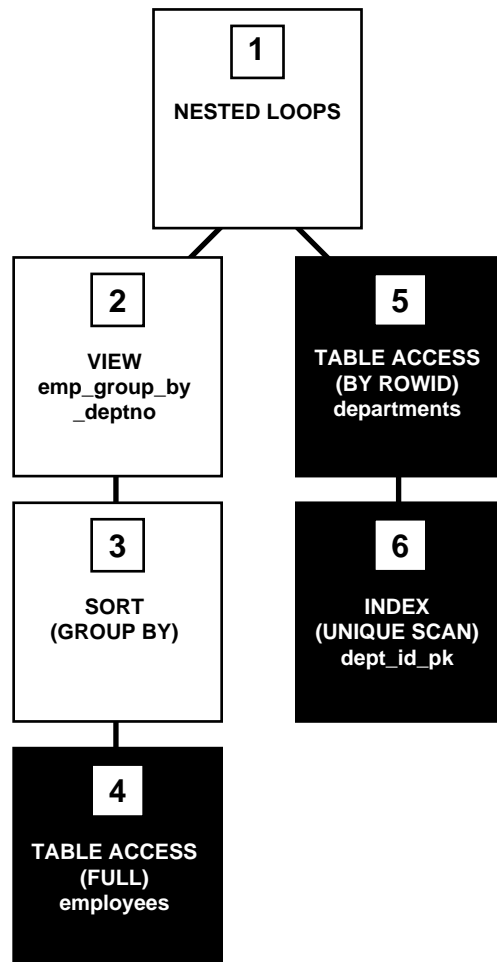 1
NESTED LOOPS
2
VIEW
emp_group_by
_deptno
5
TABLE ACCESS
(BY ROWID)
departments
3
SORT
(GROUP BY)
6
INDEX
(UNIQUE SCAN)
dept_id_pk
4
TABLE ACCESS
(FULL)
employees